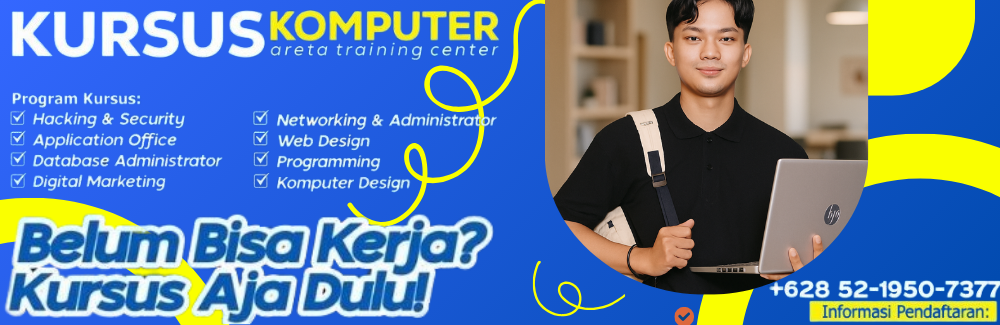 KURSUS KOMPUTER
areta training center
Program Kursus:
Hacking & Security
Application Office
Database Administrator
Digital Marketing
Networking & Administrator
Web Design
Programming
Komputer Design
Belum Bisa Kerja?
Kursus Aja Dulu!
hp
+628 52-1950-7377
Informasi Pendaftaran: